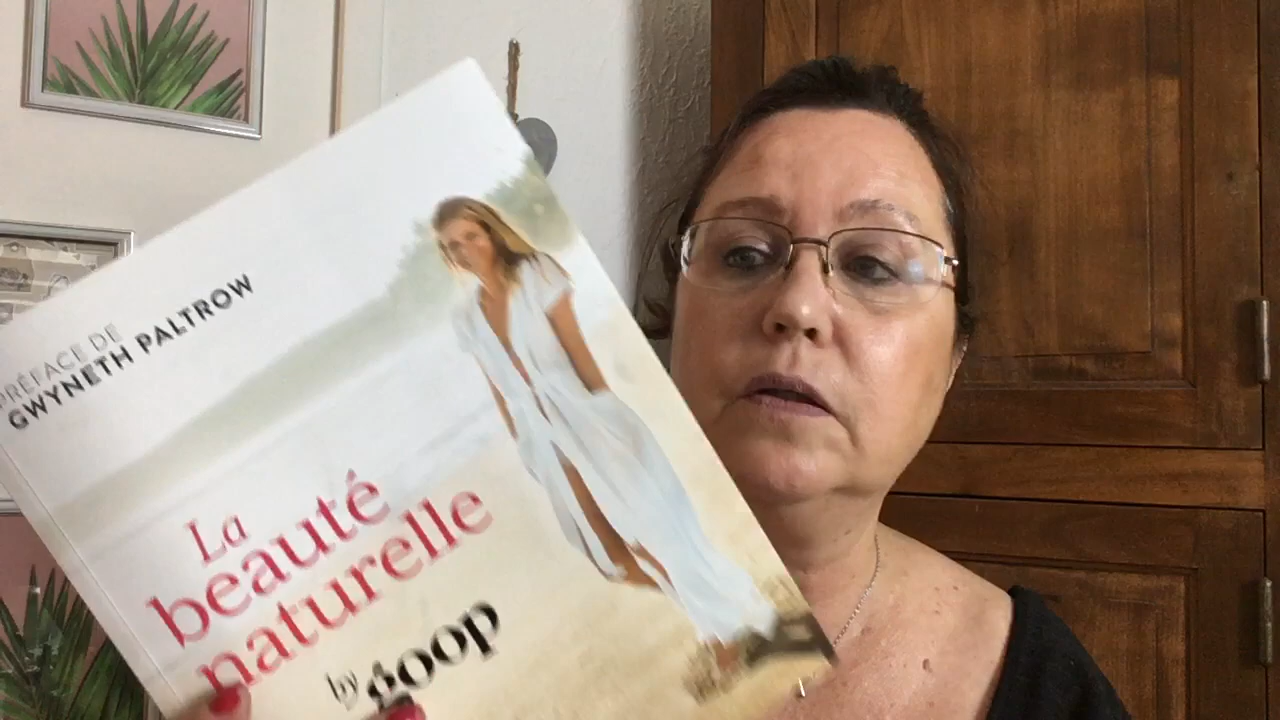 PRÉFACE DE
GWYNETH PALTROW
La
beauté
naturelle
by goop